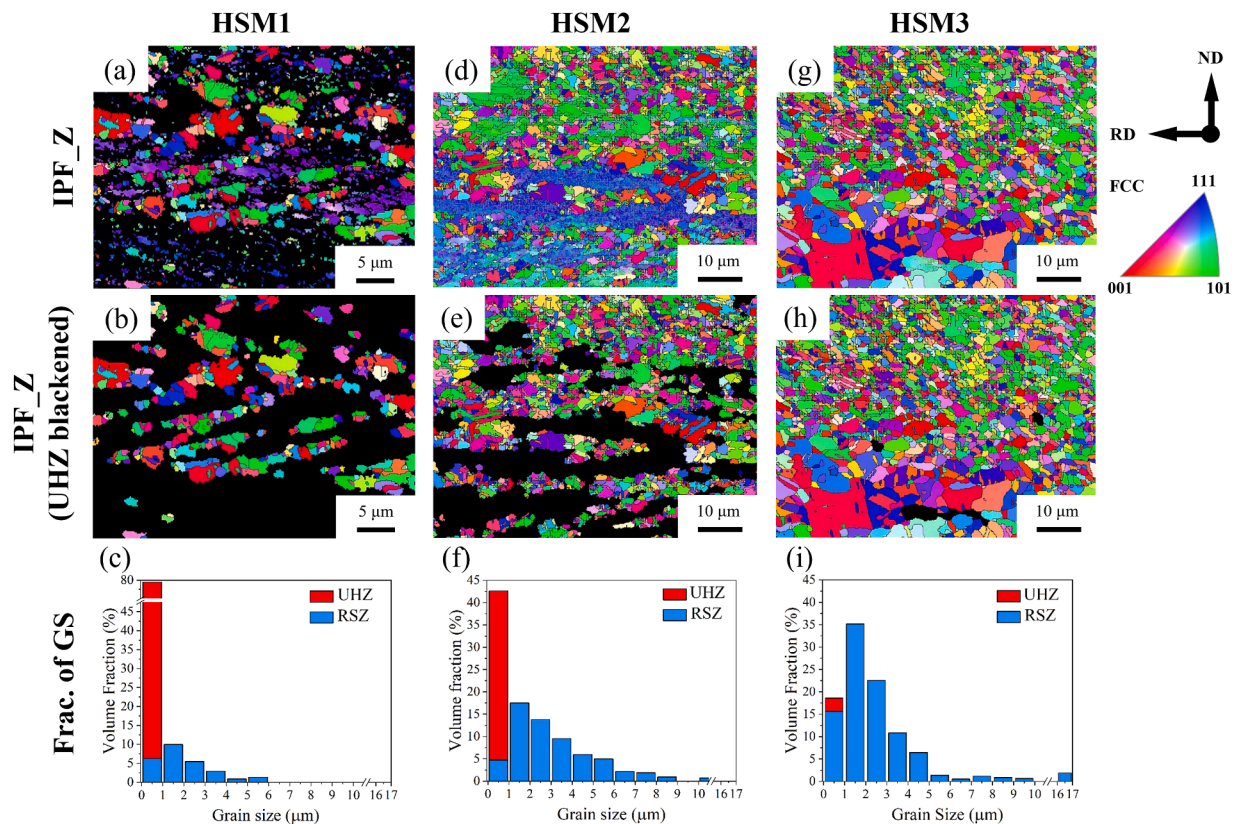 HSM1 HSM2 HSM3
IPF_Z
(a)
5 μm
(d)
10 μm
(g)
10 μm
ND
RD
FCC
111
001
101
IPF_Z
(UHZ blackened)
(b)
5 μm
(e)
10 μm
(h)
10 μm
Frac. of GS
(c)
Volume Fraction (%)
80
45
40
35
30
25
20
15
10
5
0
UHZ
RSZ
0 1 2 3 4 5 6 7 8 9 10 16 17
Grain size (μm)
(f)
Volume fraction (%)
45
40
35
30
25
20
15
10
5
0
UHZ
RSZ
0 1 2 3 4 5 6 7 8 9 10 16 17
Grain size (μm)
(i)
Volume Fraction (%)
45
40
35
30
25
20
15
10
5
0
UHZ
RSZ
0 1 2 3 4 5 6 7 8 9 10 16 17
Grain Size (μm)